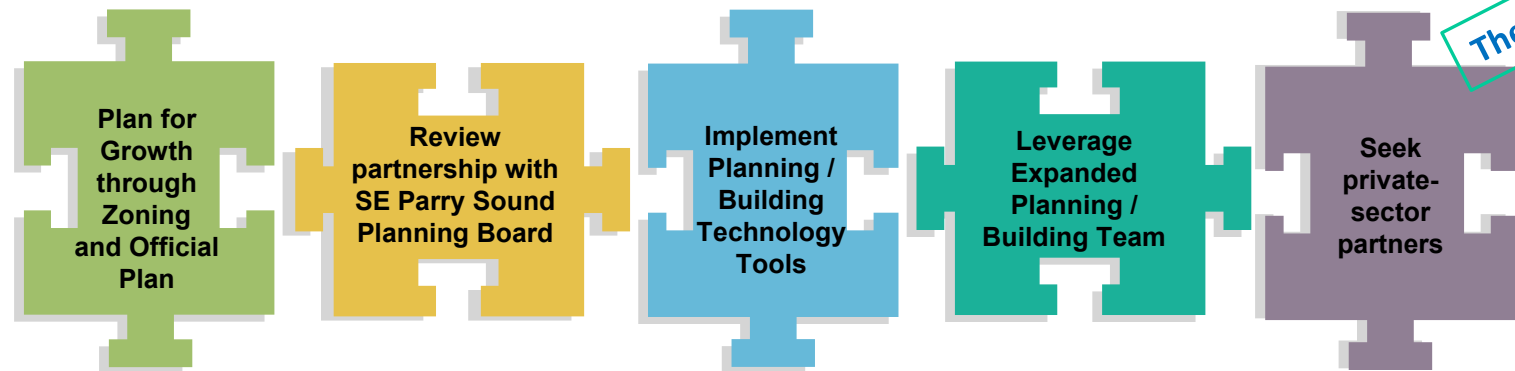 The
Plan for
Growth
through
Zoning
and Official
Plan
Review
partnership with
SE Parry Sound
Planning Board
Implement
Planning /
Building
Technology
Tools
Leverage
Expanded
Planning /
Building Team
Seek
private-
sector
partners